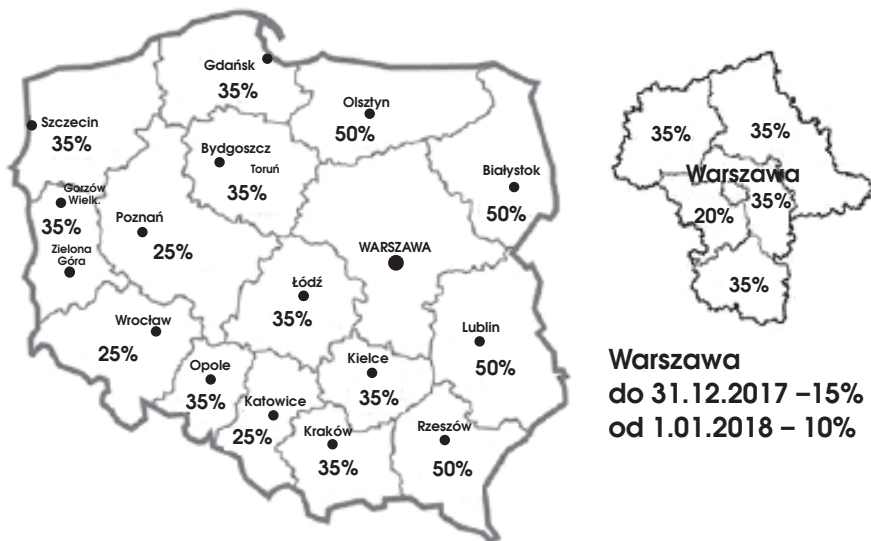 Gdańsk
35%
Olsztyn
50%
Szczecin
35%
Bydgoszcz
Toruń
35%
Białystok
50%
Gorzów
Wielk.
35%
Zielona
Góra
Poznań
25%
WARSZAWA
Łódź
35%
Wrocław
25%
Lublin
50%
Opole
35%
Kielce
35%
Katowice
25%
Kraków
35%
Rzeszów
50%
35%
35%
Warszawa
35%
20%
35%
Warszawa
do 31.12.2017 –15%
od 1.01.2018 – 10%